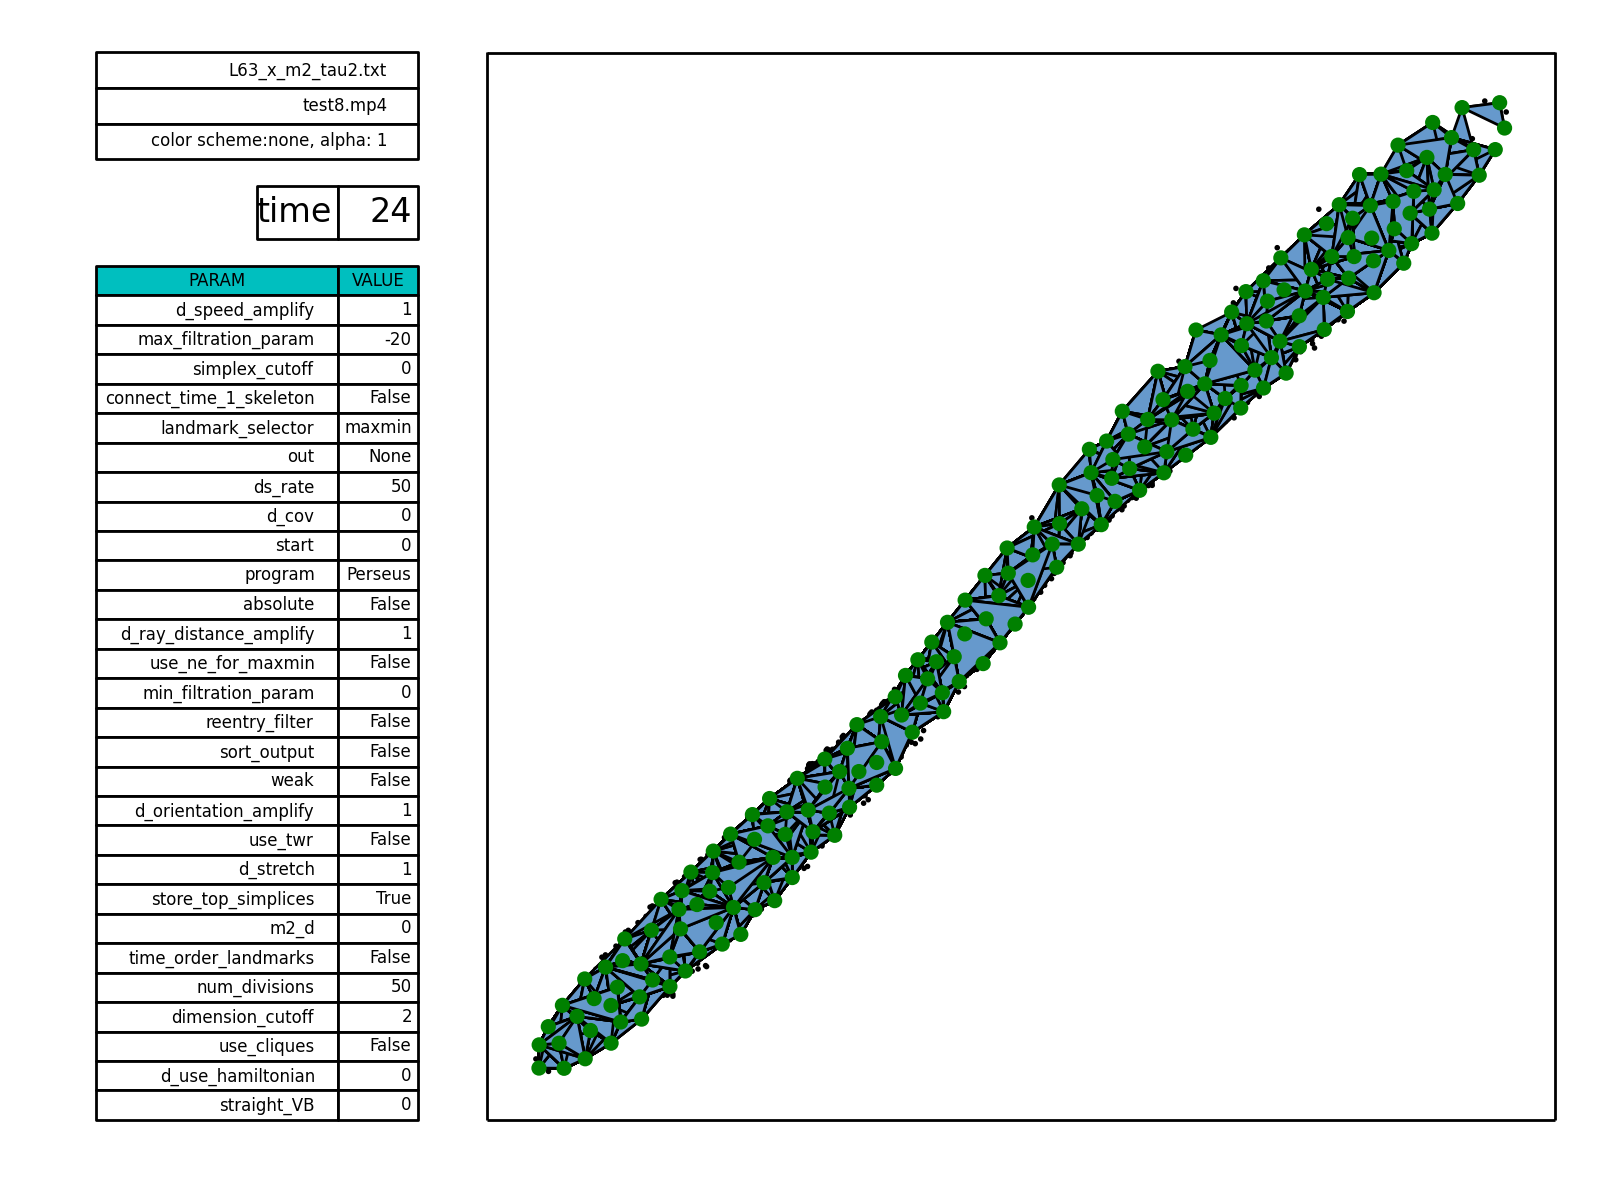 L63_x_m2_tau2.txt
test8.mp4
color scheme:none, alpha: 1
time 24
PARAM VALUE
d_speed_amplify 1
max_filtration_param -20
simplex_cutoff 0
connect_time_1_skeleton False
landmark_selector maxmin
out None
ds_rate 50
d_cov 0
start 0
program Perseus
absolute False
d_ray_distance_amplify 1
use_ne_for_maxmin False
min_filtration_param 0
reentry_filter False
sort_output False
weak False
d_orientation_amplify 1
use_twr False
d_stretch 1
store_top_simplices True
m2_d 0
time_order_landmarks False
num_divisions 50
dimension_cutoff 2
use_cliques False
d_use_hamiltonian 0
straight_VB 0